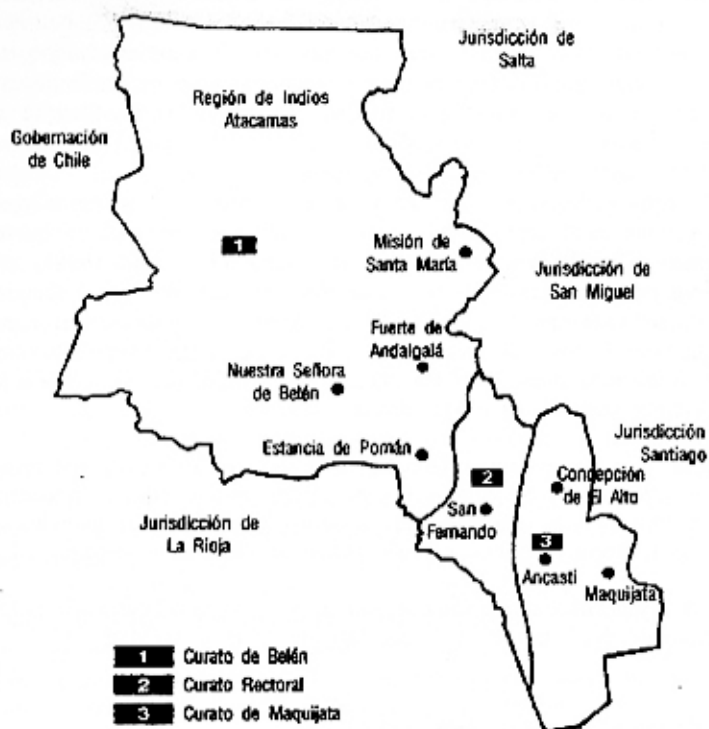 Jurisdicción de
Salta
Región de Indios
Atacamas
Gobernación
de Chile
1
Misión de
Santa María
Jurisdicción de
San Miguel
Fuerte de
Andalgalá
Nuestra Señora
de Belén
Jurisdicción
Santiago
Estancia de Pomán
2
Concepción
de El Alto
San
Fernando
Jurisdicción de
La Rioja
3
Ancasti
Maquijata
1 Curato de Belén
2 Curato Rectoral
3 Curato de Maquijata